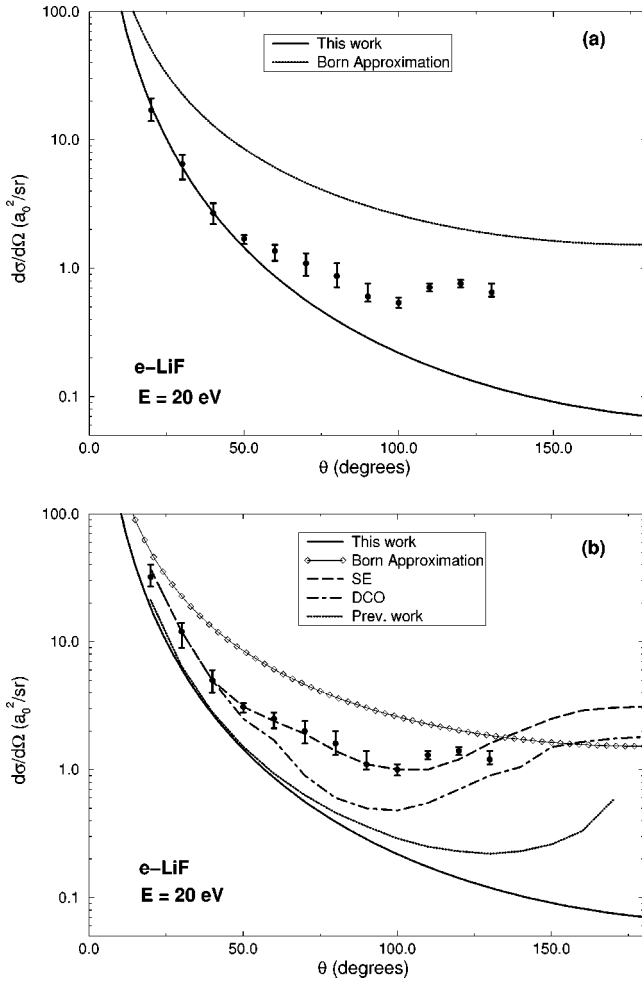 100.0
(a)
This work
Born Approximation
10.0
dσ/dΩ (a₀²/sr)
1.0
e-LiF
0.1
E = 20 eV
0.0
50.0
100.0
150.0
θ (degrees)
100.0
(b)
This work
Born Approximation
SE
DCO
Prev. work
10.0
dσ/dΩ (a₀²/sr)
1.0
e-LiF
0.1
E = 20 eV
0.0
50.0
100.0
150.0
θ (degrees)